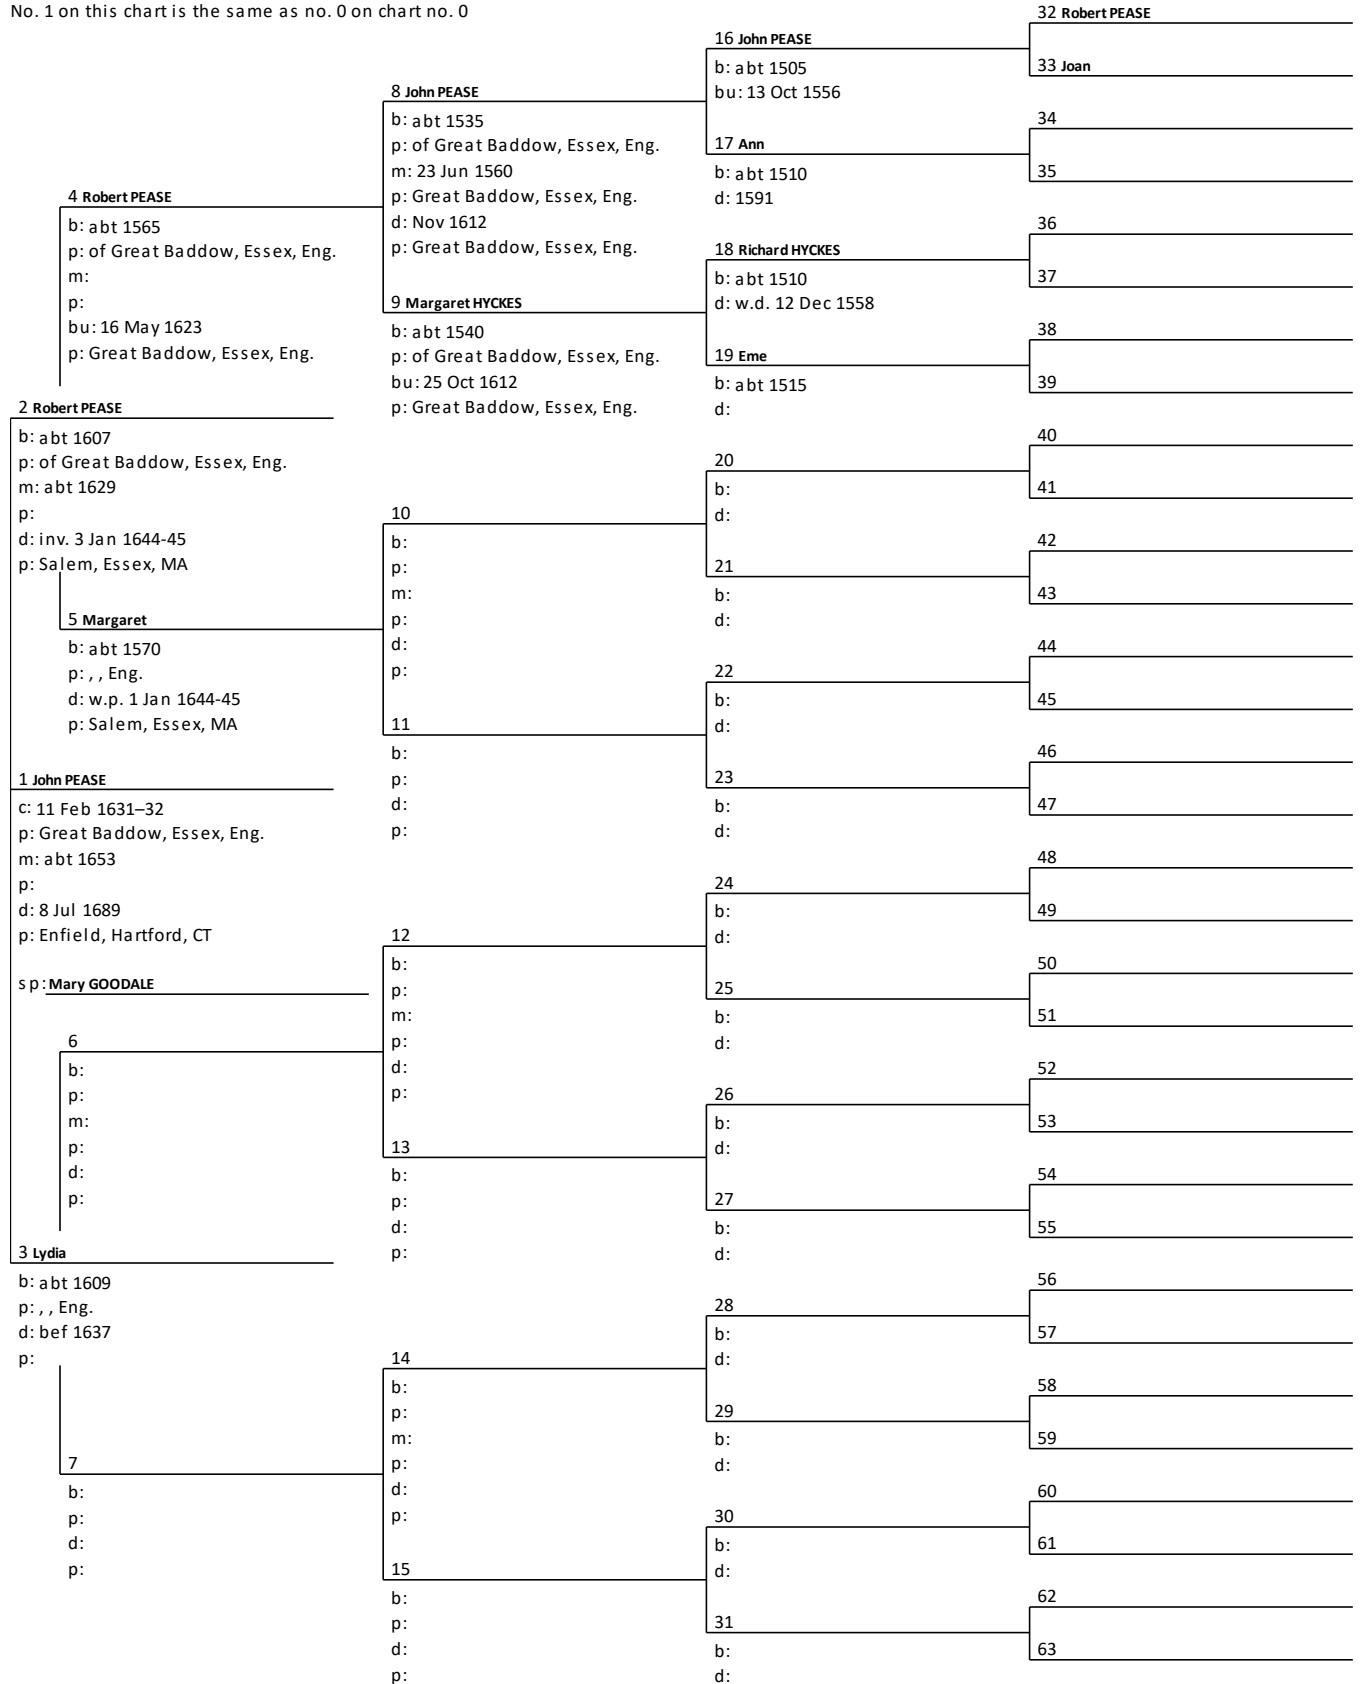 No. 1 on this chart is the same as no. 0 on chart no. 0
4 Robert PEASE
b: abt 1565
p: of Great Baddow, Essex, Eng.
m:
p:
bu: 16 May 1623
p: Great Baddow, Essex, Eng.
2 Robert PEASE
b: abt 1607
p: of Great Baddow, Essex, Eng.
m: abt 1629
p:
d: inv. 3 Jan 1644-45
p: Salem, Essex, MA
5 Margaret
b: abt 1570
p: , , Eng.
d: w.p. 1 Jan 1644-45
p: Salem, Essex, MA
1 John PEASE
c: 11 Feb 1631–32
p: Great Baddow, Essex, Eng.
m: abt 1653
p:
d: 8 Jul 1689
p: Enfield, Hartford, CT
sp: Mary GOODALE
6
b:
p:
m:
p:
d:
p:
3 Lydia
b: abt 1609
p: , , Eng.
d: bef 1637
p:
7
b:
p:
d:
p:
8 John PEASE
b: abt 1535
p: of Great Baddow, Essex, Eng.
m: 23 Jun 1560
p: Great Baddow, Essex, Eng.
d: Nov 1612
p: Great Baddow, Essex, Eng.
9 Margaret HYCKES
b: abt 1540
p: of Great Baddow, Essex, Eng.
bu: 25 Oct 1612
p: Great Baddow, Essex, Eng.
10
b:
p:
m:
p:
d:
p:
11
b:
p:
d:
p:
12
b:
p:
m:
p:
d:
p:
13
b:
p:
d:
p:
14
b:
p:
m:
p:
d:
p:
15
b:
p:
d:
p:
16 John PEASE
b: abt 1505
bu: 13 Oct 1556
17 Ann
b: abt 1510
d: 1591
18 Richard HYCKES
b: abt 1510
d: w.d. 12 Dec 1558
19 Eme
b: abt 1515
d:
20
b:
d:
21
b:
d:
22
b:
d:
23
b:
d:
24
b:
d:
25
b:
d:
26
b:
d:
27
b:
d:
28
b:
d:
29
b:
d:
30
b:
d:
31
b:
d:
32 Robert PEASE
33 Joan
34
35
36
37
38
39
40
41
42
43
44
45
46
47
48
49
50
51
52
53
54
55
56
57
58
59
60
61
62
63